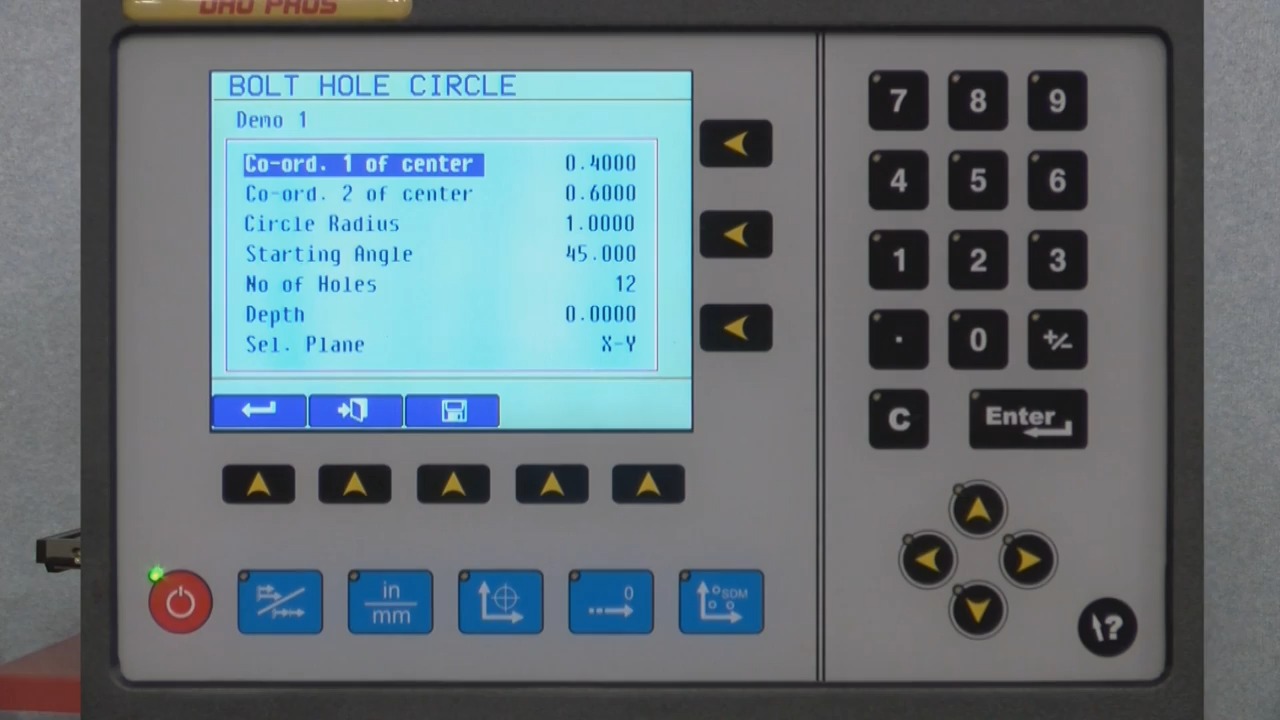 DRO PROS
BOLT HOLE CIRCLE
Demo 1
Co-ord. 1 of center 0.4000
Co-ord. 2 of center 0.6000
Circle Radius 1.0000
Starting Angle 45.000
No of Holes 12
Depth 0.0000
Sel. Plane X-Y
7 8 9
4 5 6
1 2 3
. 0 +/-
C Enter
in
mm
0
SDM
?